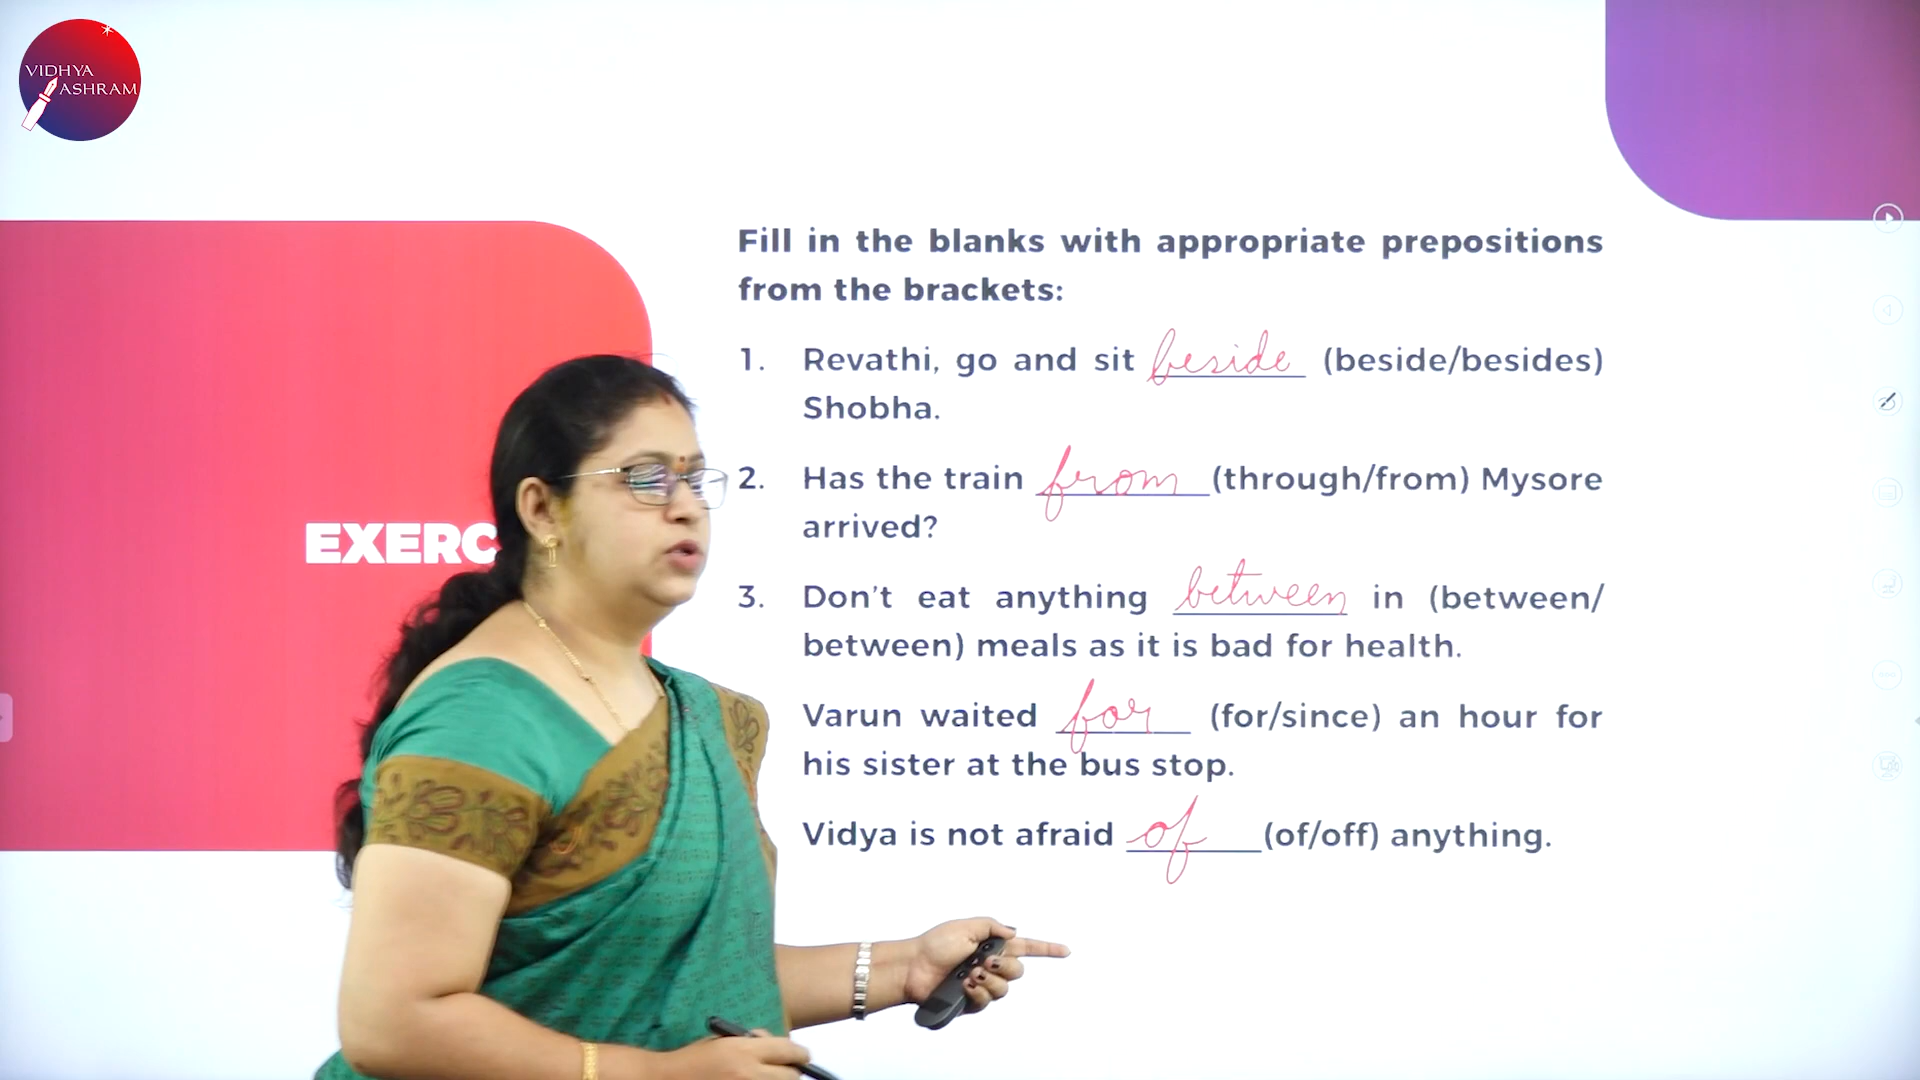 VIDHYA
ASHRAM
Fill in the blanks with appropriate prepositions
from the brackets:
1. Revathi, go and sit beside (beside/besides)
Shobha.
2. Has the train from (through/from) Mysore
arrived?
EXERC
3. Don't eat anything between in (between/
between) meals as it is bad for health.
Varun waited for (for/since) an hour for
his sister at the bus stop.
Vidya is not afraid of (of/off) anything.